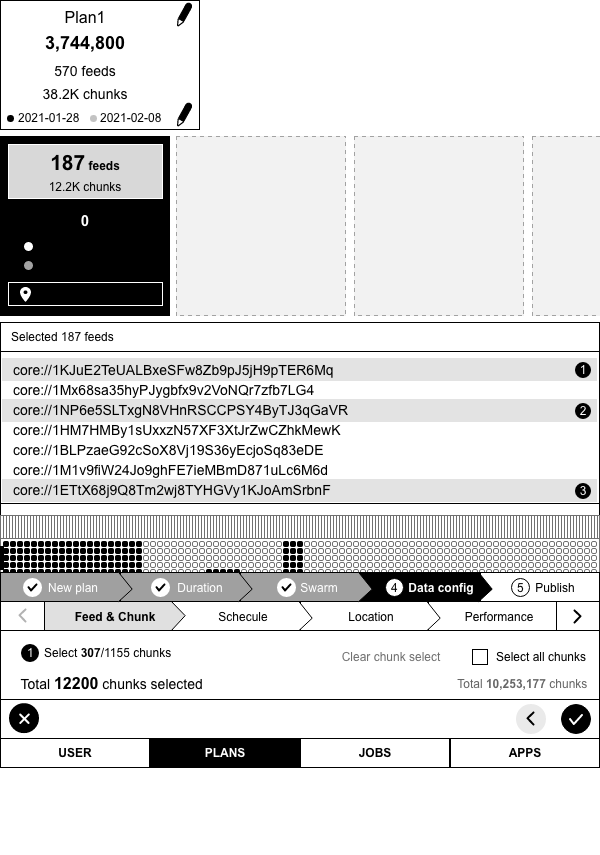 Plan1
3,744,800
570 feeds
38.2K chunks
2021-01-28 2021-02-08
187 feeds
12.2K chunks
0
Selected 187 feeds
core://1KJuE2TeUALBxeSFw8Zb9pJ5jH9pTER6Mq 1
core://1Mx68sa35hyPJygbfx9v2VoNQr7zfb7LG4
core://1NP6e5SLTxgN8VHnRSCCPSY4ByTJ3qGaVR 2
core://1HM7HMBy1sUxxzN57XF3XtJrZwCZhkMewK
core://1BLPzaeG92cSoX8Vj19S36yEcjoSq83eDE
core://1M1v9fiW24Jo9ghFE7ieMBmD871uLc6M6d
core://1ETtX68j9Q8Tm2wj8TYHGVy1KJoAmSrbnF 3
New plan Duration Swarm 4 Data config 5 Publish
Feed & Chunk Schecule Location Performance
1 Select 307/1155 chunks Clear chunk select Select all chunks
Total 12200 chunks selected Total 10,253,177 chunks
USER PLANS JOBS APPS